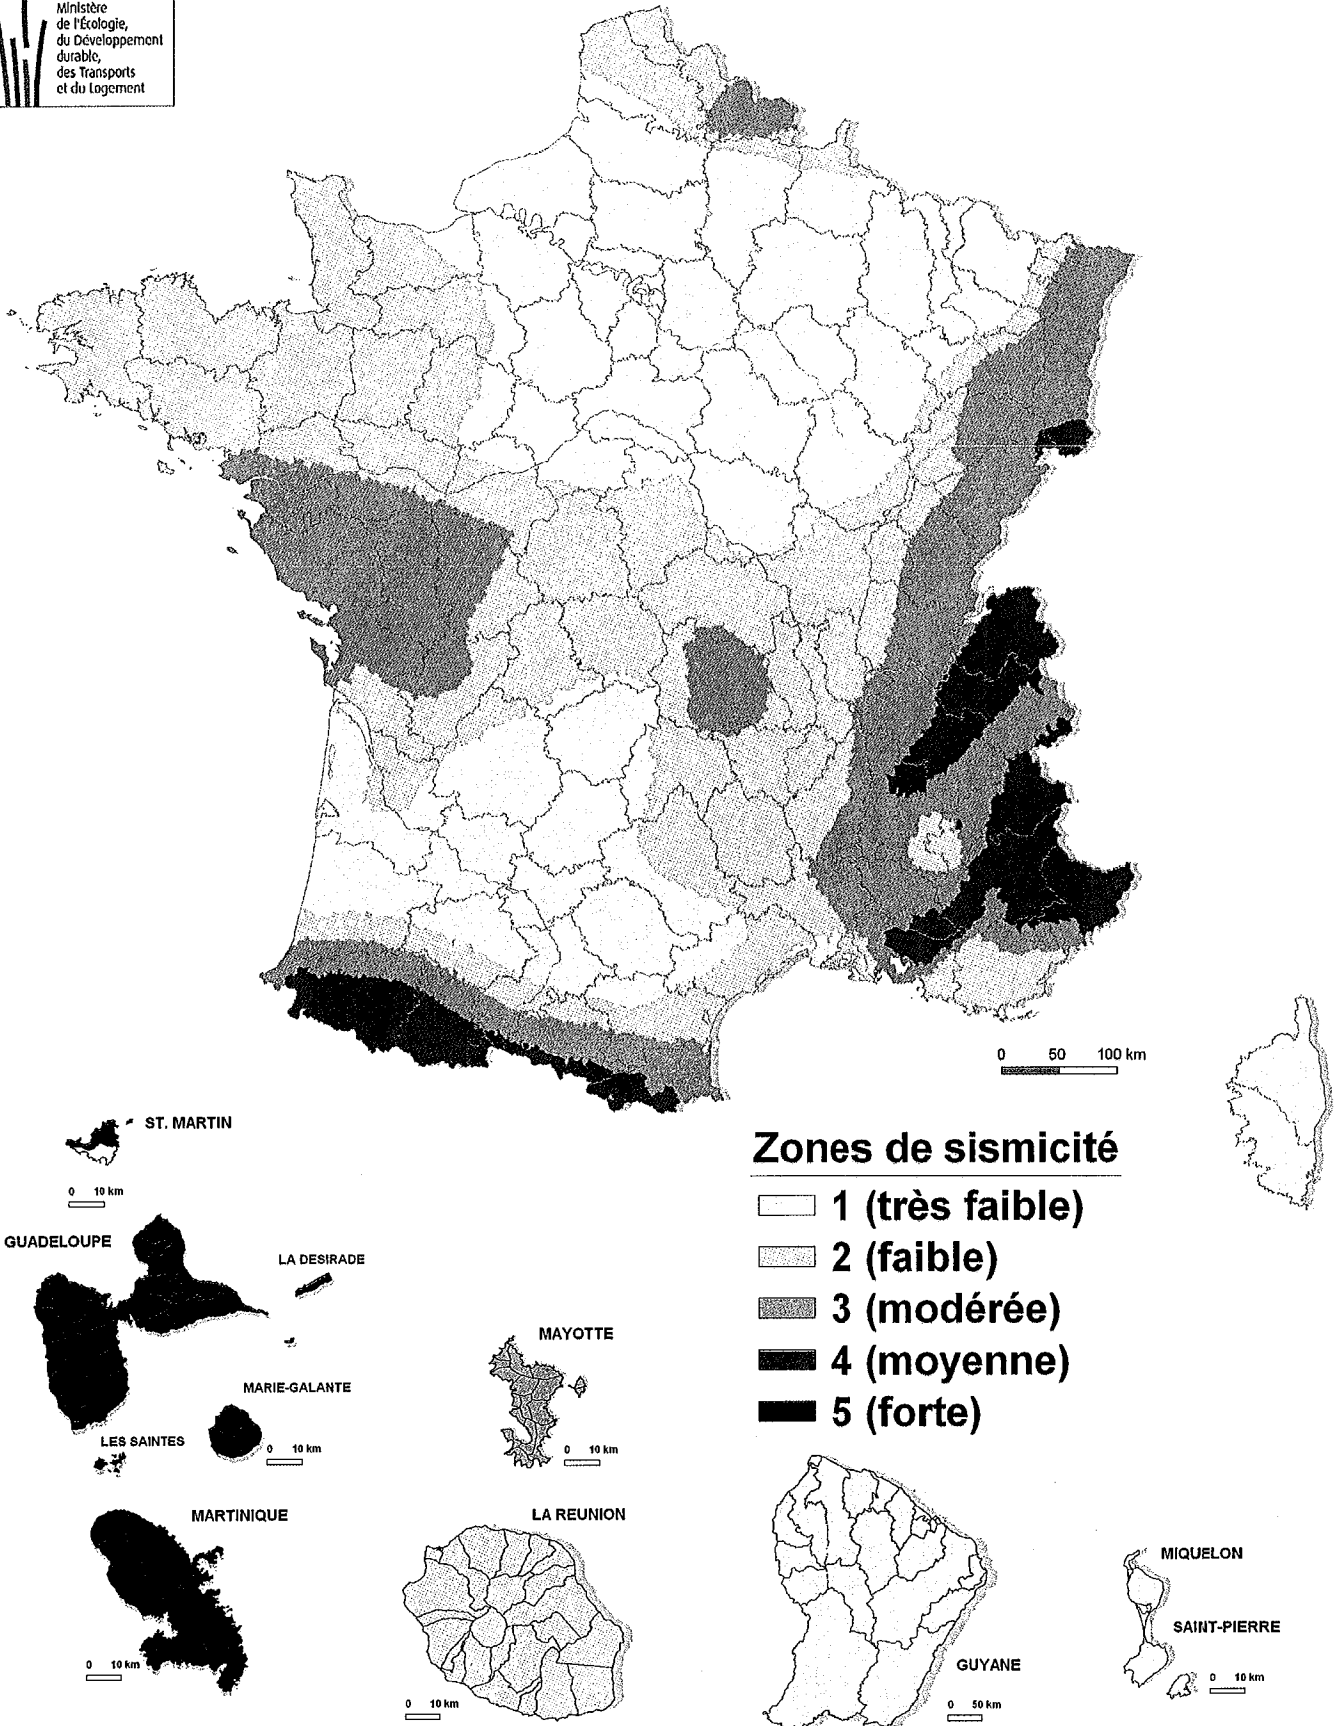 Ministère
de l'Écologie,
du Développement
durable,
des Transports
et du Logement
0 50 100 km
ST. MARTIN
0 10 km
Zones de sismicité
1 (très faible)
2 (faible)
3 (modérée)
4 (moyenne)
5 (forte)
GUADELOUPE
LA DESIRADE
MAYOTTE
MARIE-GALANTE
LES SAINTES
0 10 km
0 10 km
MARTINIQUE
LA REUNION
MIQUELON
SAINT-PIERRE
GUYANE
0 10 km
0 10 km
0 50 km
0 10 km